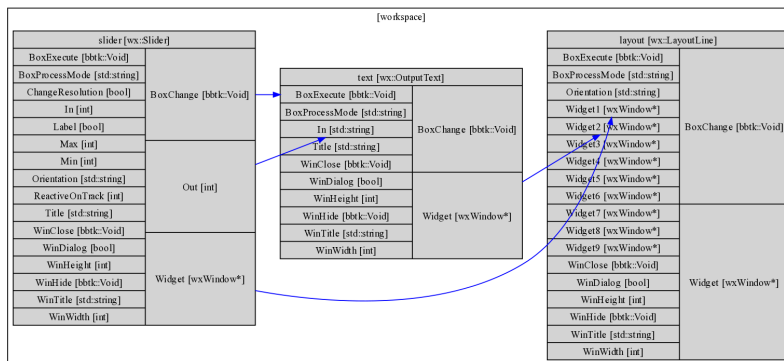 [workspace]
slider [wx::Slider]
BoxExecute [bbtk::Void]
BoxProcessMode [std::string]
ChangeResolution [bool]
In [int]
Label [bool]
Max [int]
Min [int]
Orientation [std::string]
ReactiveOnTrack [int]
Title [std::string]
WinClose [bbtk::Void]
WinDialog [bool]
WinHeight [int]
WinHide [bbtk::Void]
WinTitle [std::string]
WinWidth [int]
BoxChange [bbtk::Void]
Out [int]
Widget [wxWindow*]
text [wx::OutputText]
BoxExecute [bbtk::Void]
BoxProcessMode [std::string]
In [std::string]
Title [std::string]
WinClose [bbtk::Void]
WinDialog [bool]
WinHeight [int]
WinHide [bbtk::Void]
WinTitle [std::string]
WinWidth [int]
BoxChange [bbtk::Void]
Widget [wxWindow*]
layout [wx::LayoutLine]
BoxExecute [bbtk::Void]
BoxProcessMode [std::string]
Orientation [std::string]
Widget1 [wxWindow*]
Widget2 [wxWindow*]
Widget3 [wxWindow*]
Widget4 [wxWindow*]
Widget5 [wxWindow*]
Widget6 [wxWindow*]
Widget7 [wxWindow*]
Widget8 [wxWindow*]
Widget9 [wxWindow*]
WinClose [bbtk::Void]
WinDialog [bool]
WinHeight [int]
WinHide [bbtk::Void]
WinTitle [std::string]
WinWidth [int]
BoxChange [bbtk::Void]
Widget [wxWindow*]